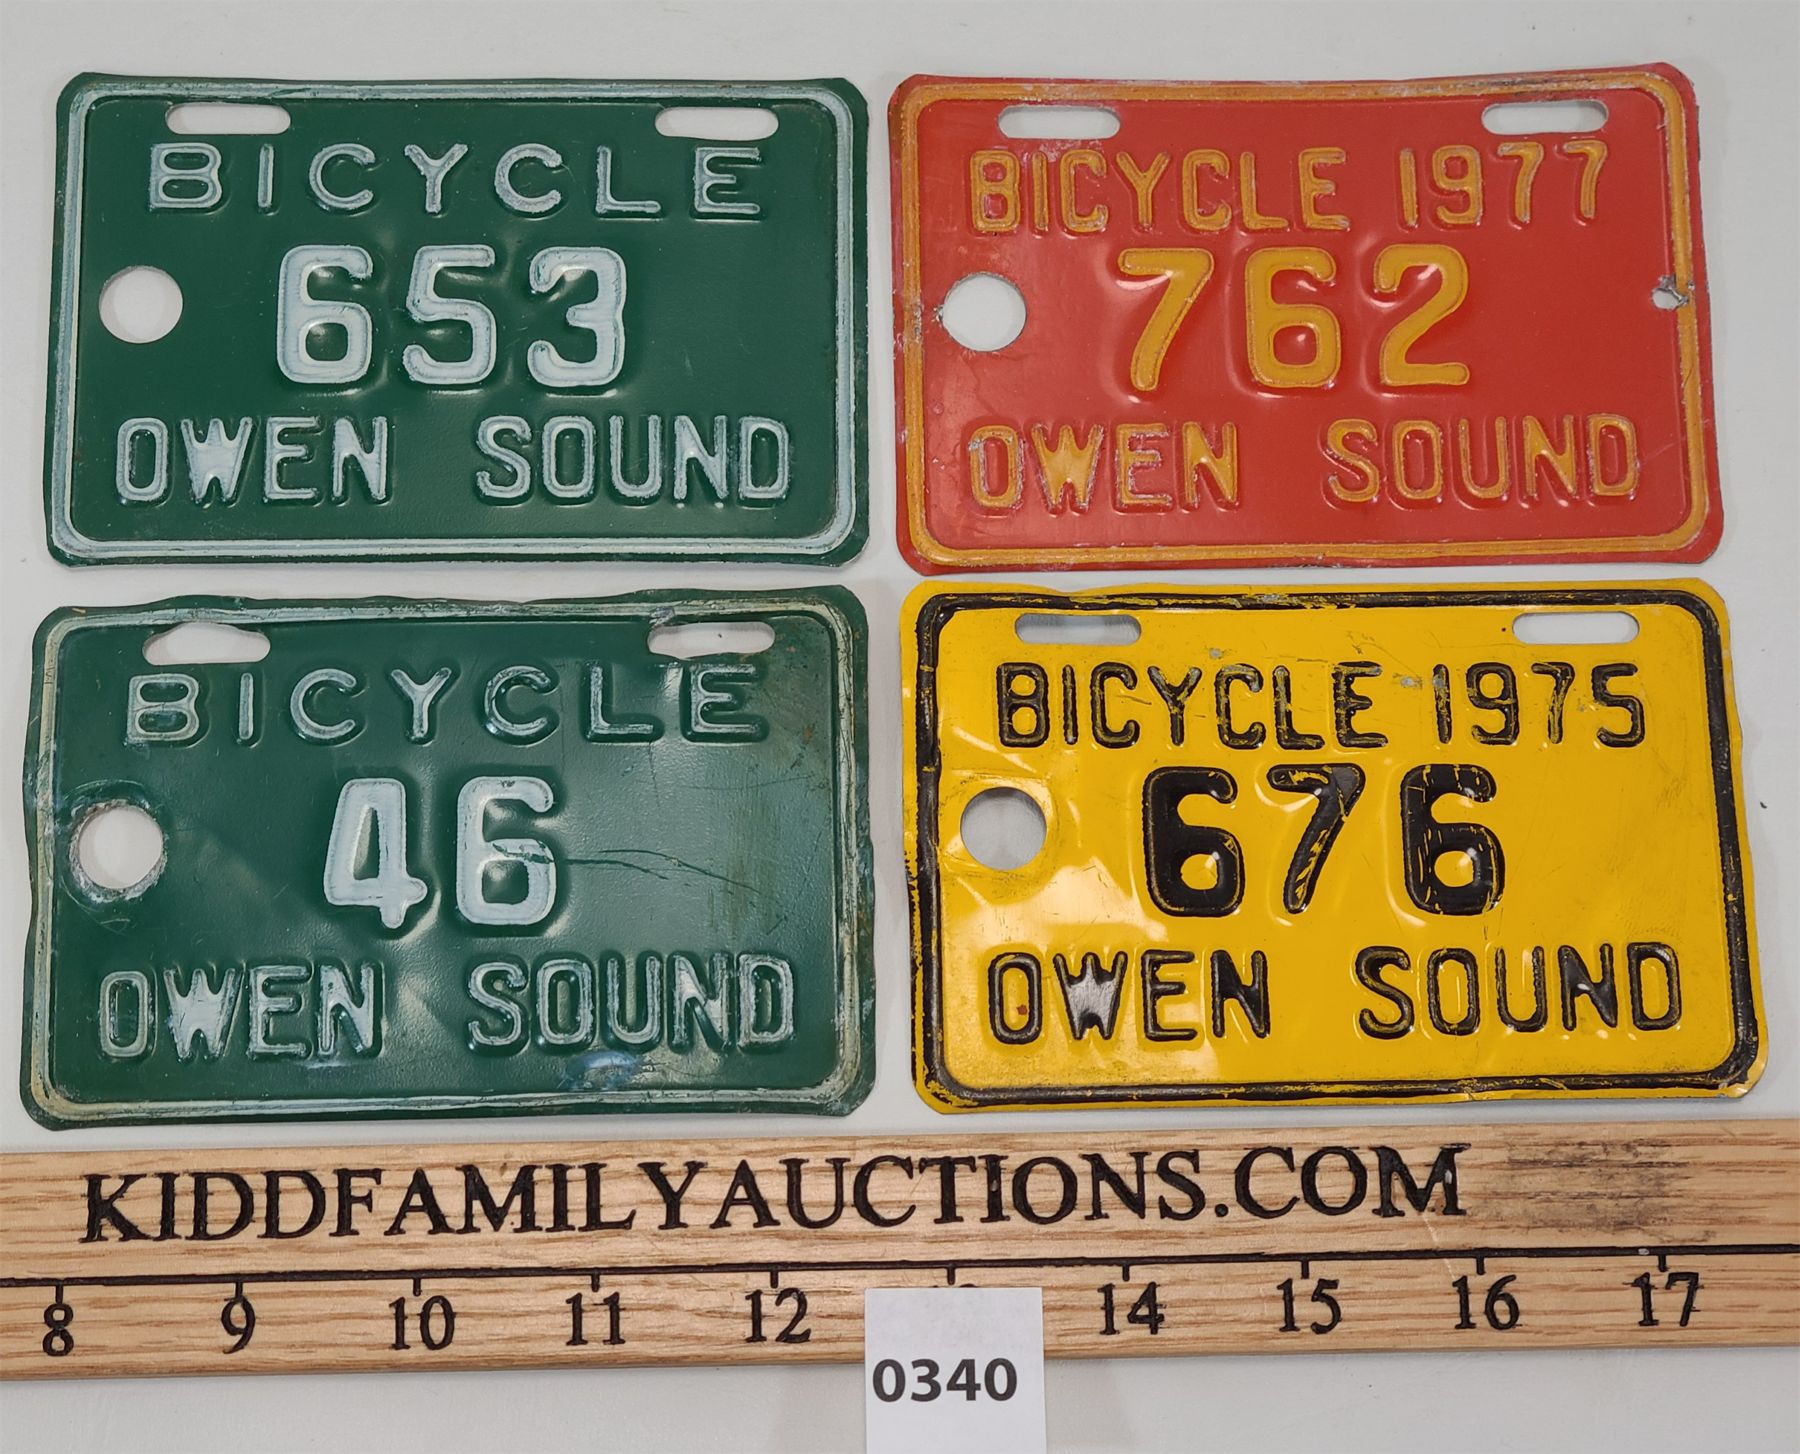 BICYCLE
653
OWEN SOUND
BICYCLE 1977
762
OWEN SOUND
BICYCLE
46
OWEN SOUND
BICYCLE 1975
676
OWEN SOUND
KIDDFAMILYAUCTIONS.COM
8 9 10 11 12 14 15 16 17
0340